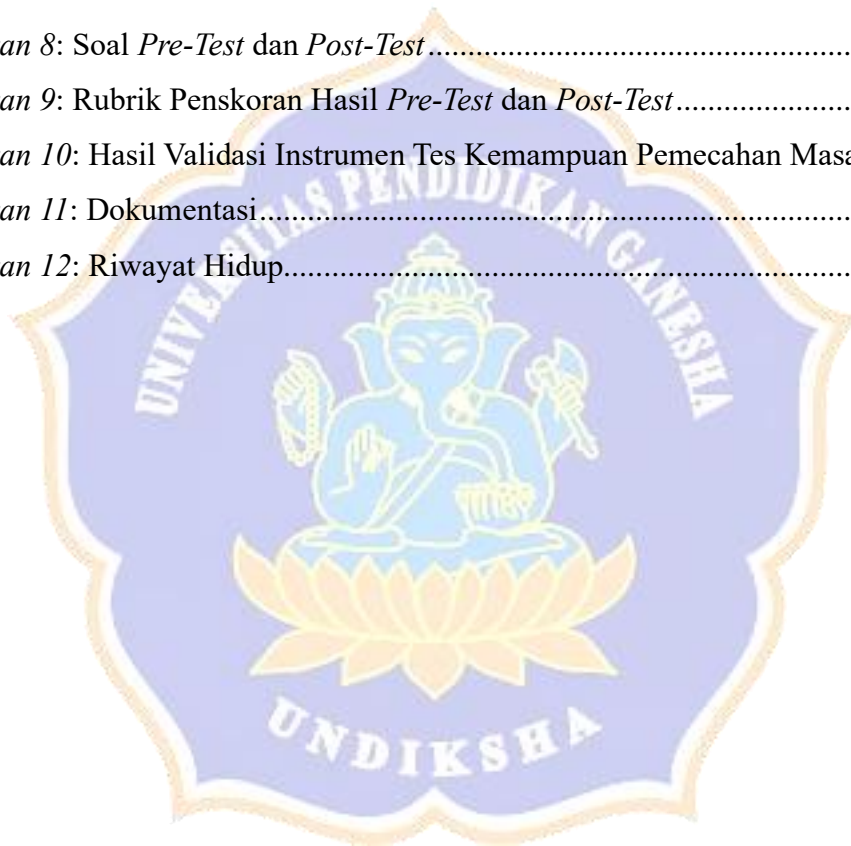 an 8: Soal Pre-Test dan Post-Test..........................................................
an 9: Rubrik Penskoran Hasil Pre-Test dan Post-Test......................
an 10: Hasil Validasi Instrumen Tes Kemampuan Pemecahan Masa
an 11: Dokumentasi..............................................................................
an 12: Riwayat Hidup...........................................................................
UNIVERSITAS PENDIDIKAN GANESHA
UNDIKSHA